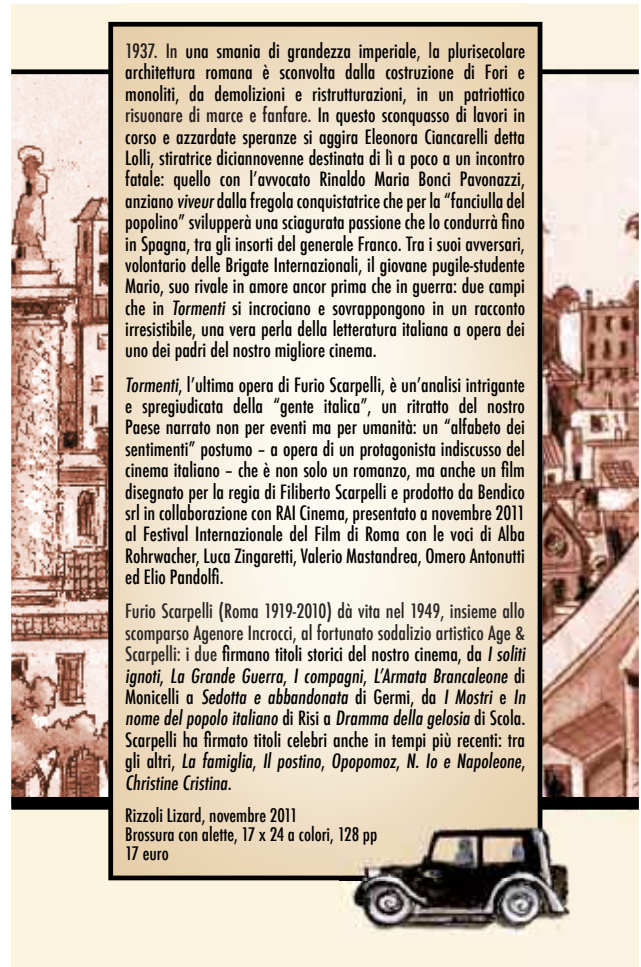 1937. In una smania di grandezza imperiale, la plurisecolare
architettura romana è sconvolta dalla costruzione di Fori e
monoliti, da demolizioni e ristrutturazioni, in un patriottico
risuonare di marce e fanfare. In questo sconquasso di lavori in
corso e azzardate speranze si aggira Eleonora Ciancarelli detta
Lolli, stiratrice diciannovenne destinata di lì a poco a un incontro
fatale: quello con l’avvocato Rinaldo Maria Bonci Pavonazzi,
anziano viveur dalla fregola conquistatrice che per la “fanciulla del
popolino” svilupperà una sciagurata passione che lo condurrà fino
in Spagna, tra gli insorti del generale Franco. Tra i suoi avversari,
volontario delle Brigate Internazionali, il giovane pugile-studente
Mario, suo rivale in amore ancor prima che in guerra: due campi
che in Tormenti si incrociano e sovrappongono in un racconto
irresistibile, una vera perla della letteratura italiana a opera dei
uno dei padri del nostro migliore cinema.
Tormenti, l’ultima opera di Furio Scarpelli, è un’analisi intrigante
e spregiudicata della “gente italica”, un ritratto del nostro
Paese narrato non per eventi ma per umanità: un “alfabeto dei
sentimenti” postumo – a opera di un protagonista indiscusso del
cinema italiano – che è non solo un romanzo, ma anche un film
disegnato per la regia di Filiberto Scarpelli e prodotto da Bendico
srl in collaborazione con RAI Cinema, presentato a novembre 2011
al Festival Internazionale del Film di Roma con le voci di Alba
Rohrwacher, Luca Zingaretti, Valerio Mastandrea, Omero Antonutti
ed Elio Pandolfi.
Furio Scarpelli (Roma 1919-2010) dà vita nel 1949, insieme allo
scomparso Agenore Incrocci, al fortunato sodalizio artistico Age &
Scarpelli: i due firmano titoli storici del nostro cinema, da I soliti
ignoti, La Grande Guerra, I compagni, L’Armata Brancaleone di
Monicelli a Sedotta e abbandonata di Germi, da I Mostri e In
nome del popolo italiano di Risi a Dramma della gelosia di Scola.
Scarpelli ha firmato titoli celebri anche in tempi più recenti: tra
gli altri, La famiglia, Il postino, Opopomoz, N. Io e Napoleone,
Christine Cristina.
Rizzoli Lizard, novembre 2011
Brossura con alette, 17 x 24 a colori, 128 pp
17 euro